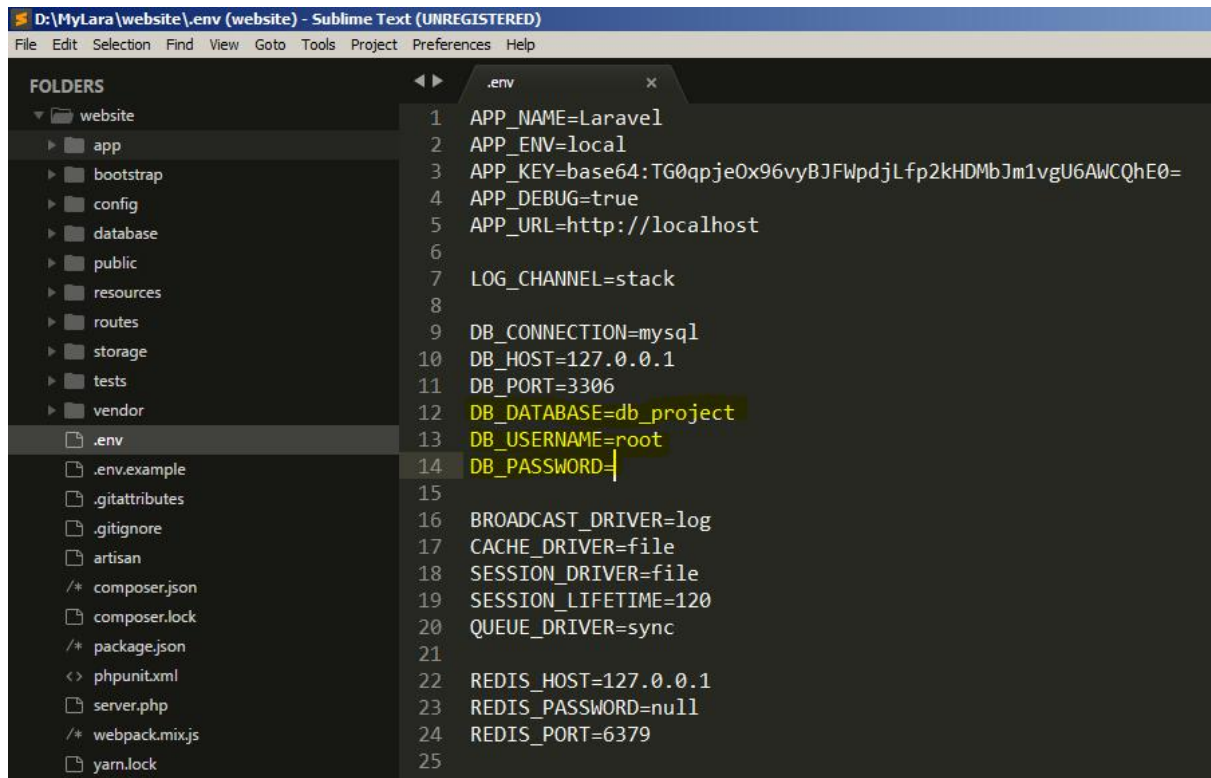 D:\MyLara\website\.env (website) - Sublime Text (UNREGISTERED)
File Edit Selection Find View Goto Tools Project Preferences Help
FOLDERS
website
app
bootstrap
config
database
public
resources
routes
storage
tests
vendor
.env
.env.example
.gitattributes
.gitignore
artisan
/* composer.json
composer.lock
/* package.json
<> phpunit.xml
server.php
/* webpack.mix.js
yarn.lock
.env ×
1 APP_NAME=Laravel
2 APP_ENV=local
3 APP_KEY=base64:TG0qpjeOx96vyBJFWpdjLfp2kHDMbJm1vgU6AWCQhE0=
4 APP_DEBUG=true
5 APP_URL=http://localhost
6
7 LOG_CHANNEL=stack
8
9 DB_CONNECTION=mysql
10 DB_HOST=127.0.0.1
11 DB_PORT=3306
12 DB_DATABASE=db_project
13 DB_USERNAME=root
14 DB_PASSWORD=
15
16 BROADCAST_DRIVER=log
17 CACHE_DRIVER=file
18 SESSION_DRIVER=file
19 SESSION_LIFETIME=120
20 QUEUE_DRIVER=sync
21
22 REDIS_HOST=127.0.0.1
23 REDIS_PASSWORD=null
24 REDIS_PORT=6379
25